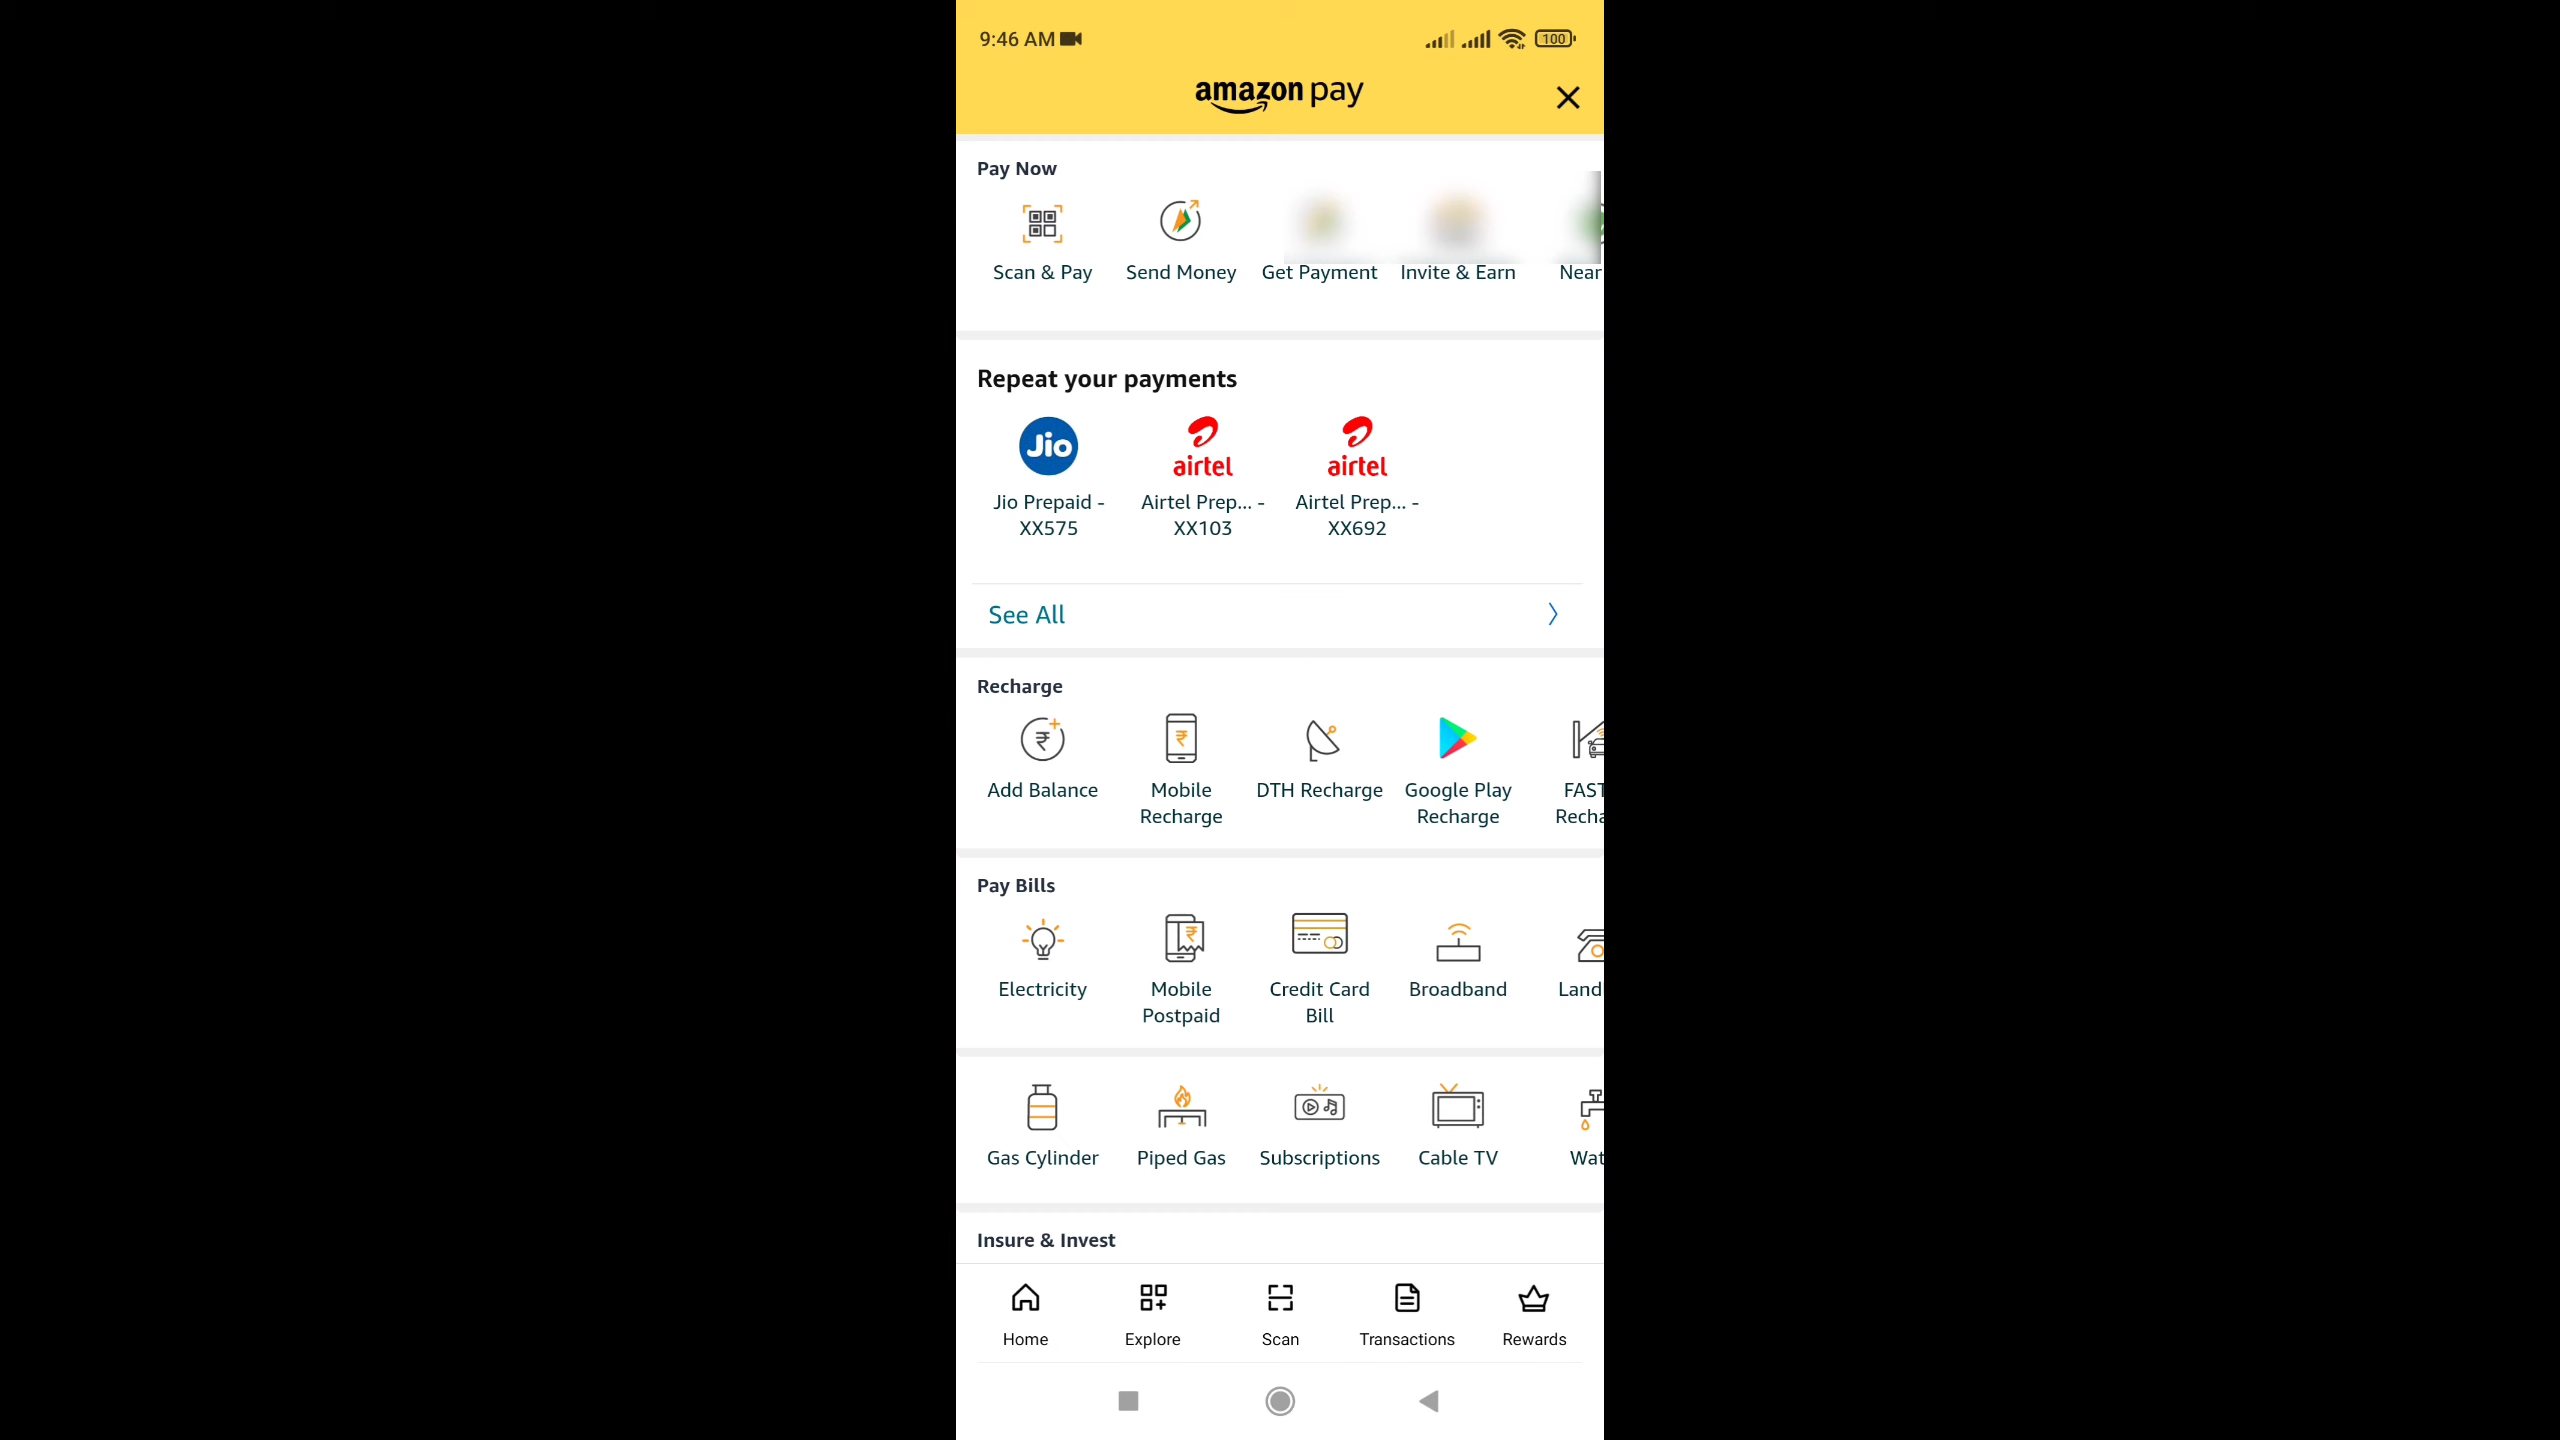 9:46 AM
100
amazon pay
Pay Now
Scan & Pay
Send Money
Get Payment
Invite & Earn
Near
Repeat your payments
Jio
airtel
airtel
Jio Prepaid -
XX575
Airtel Prep... -
XX103
Airtel Prep... -
XX692
See All
Recharge
Add Balance
Mobile
Recharge
DTH Recharge
Google Play
Recharge
FAST
Recha
Pay Bills
Electricity
Mobile
Postpaid
Credit Card
Bill
Broadband
Land
Gas Cylinder
Piped Gas
Subscriptions
Cable TV
Wat
Insure & Invest
Home
Explore
Scan
Transactions
Rewards